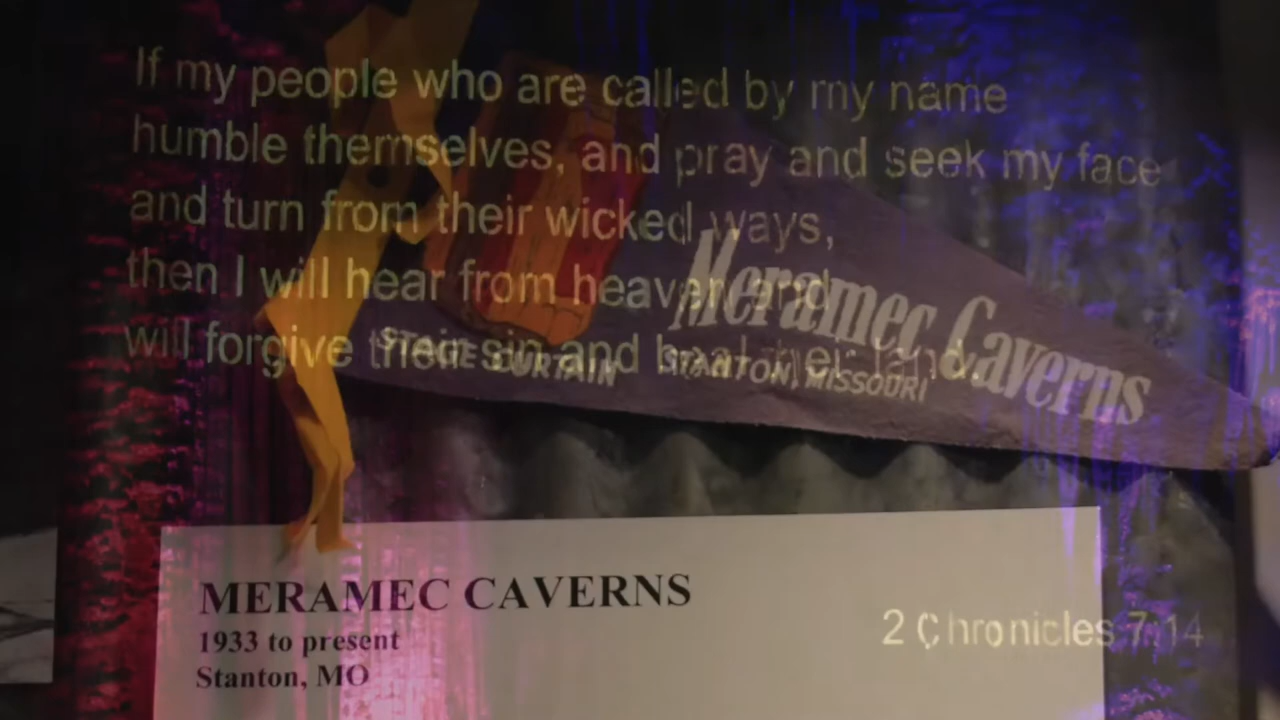 If my people who are called by my name
humble themselves, and pray and seek my face
and turn from their wicked ways,
then I will hear from heaven and
will forgive their sin and heal their land.
Meramec Caverns
STAGE CURTAIN STANTON, MISSOURI
MERAMEC CAVERNS
1933 to present
Stanton, MO
2 Chronicles 7:14